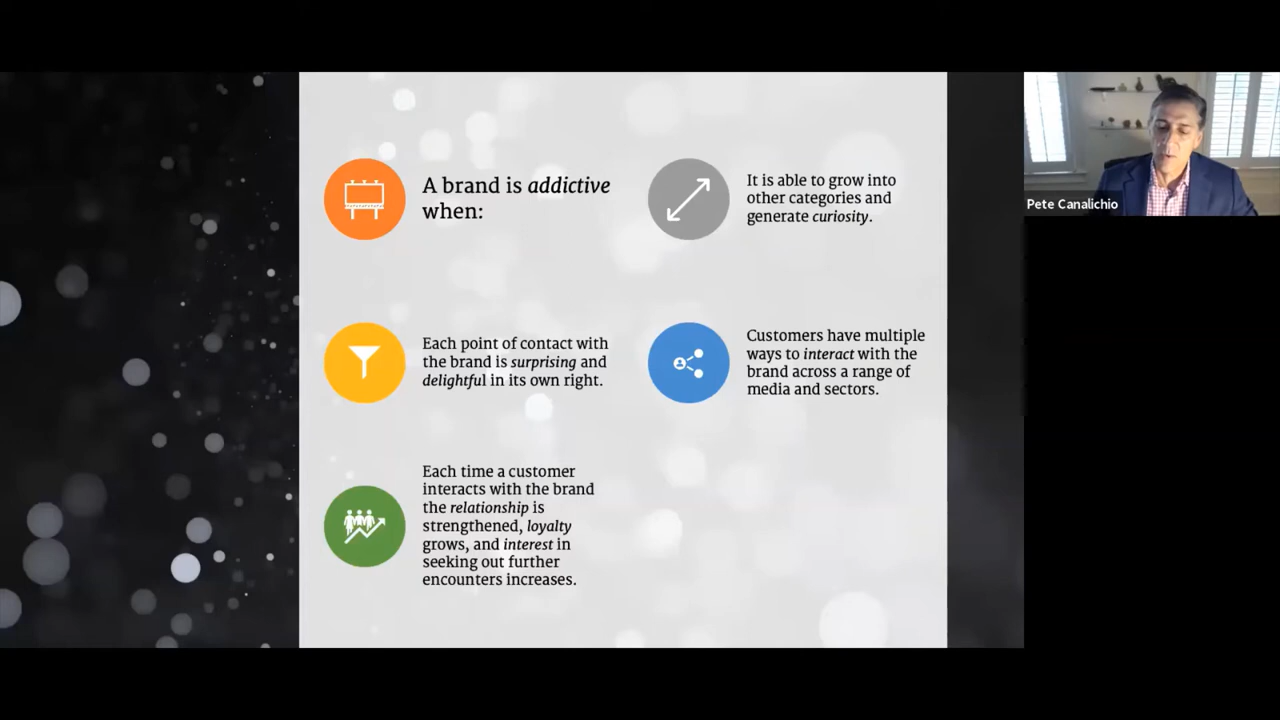 A brand is addictive
when:
It is able to grow into
other categories and
generate curiosity.
Each point of contact with
the brand is surprising and
delightful in its own right.
Customers have multiple
ways to interact with the
brand across a range of
media and sectors.
Each time a customer
interacts with the brand
the relationship is
strengthened, loyalty
grows, and interest in
seeking out further
encounters increases.
Pete Canalichio